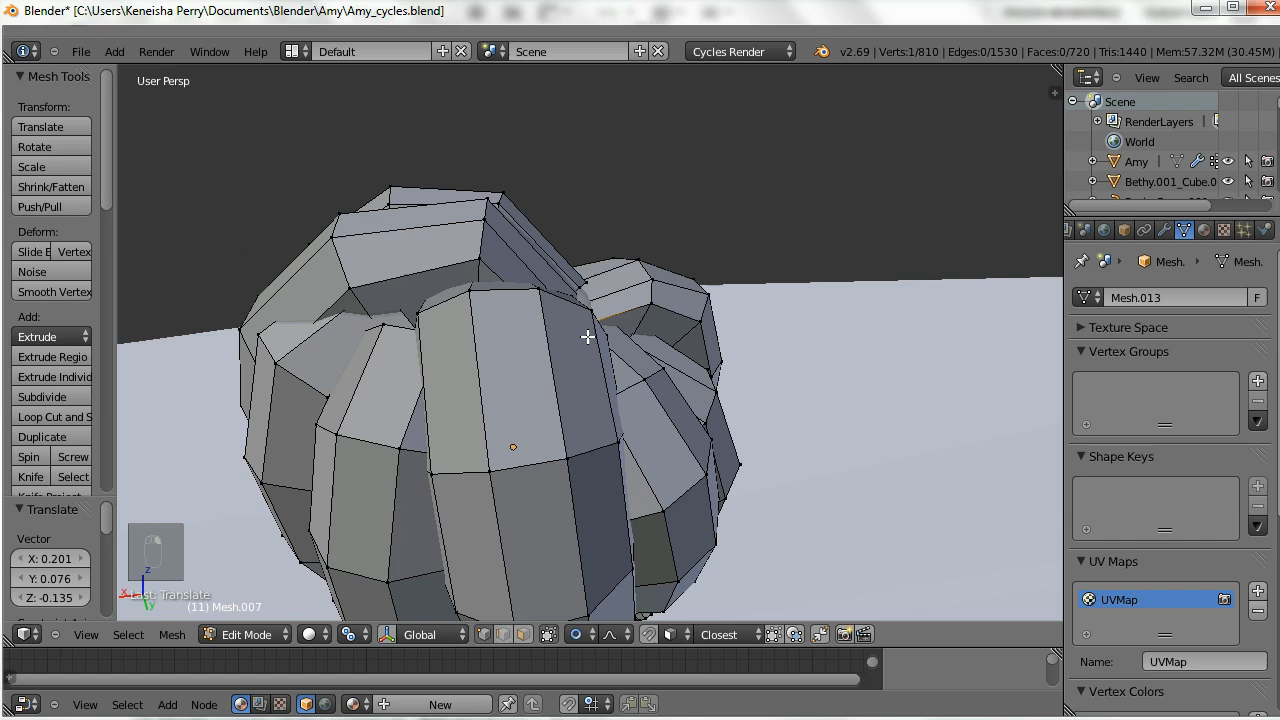 Blender* [C:\Users\Keneisha Perry\Documents\Blender\Amy\Amy_cycles.blend]
File Add Render Window Help Default Scene Cycles Render v2.69 | Verts:1/810 | Edges:0/1530 | Faces:0/720 | Tris:1440 | Mem:57.32M (30.45M)
Mesh Tools
Transform:
Translate
Rotate
Scale
Shrink/Fatten
Push/Pull
Deform:
Slide E Vertex
Noise
Smooth Vertex
Add:
Extrude
Extrude Regio
Extrude Individ
Subdivide
Loop Cut and S
Duplicate
Spin Screw
Knife Select
Translate
Vector
X: 0.201
Y: 0.076
Z: -0.135
User Persp
Last: Translate
x y z
(11) Mesh.007
View Select Mesh Edit Mode Global Closest
View Select Add Node New
View Search All Scenes
Scene
RenderLayers
World
Amy
Bethy.001_Cube.0
Mesh. Mesh.
Mesh.013 F
Texture Space
Vertex Groups
Shape Keys
UV Maps
UVMap
Name: UVMap
Vertex Colors